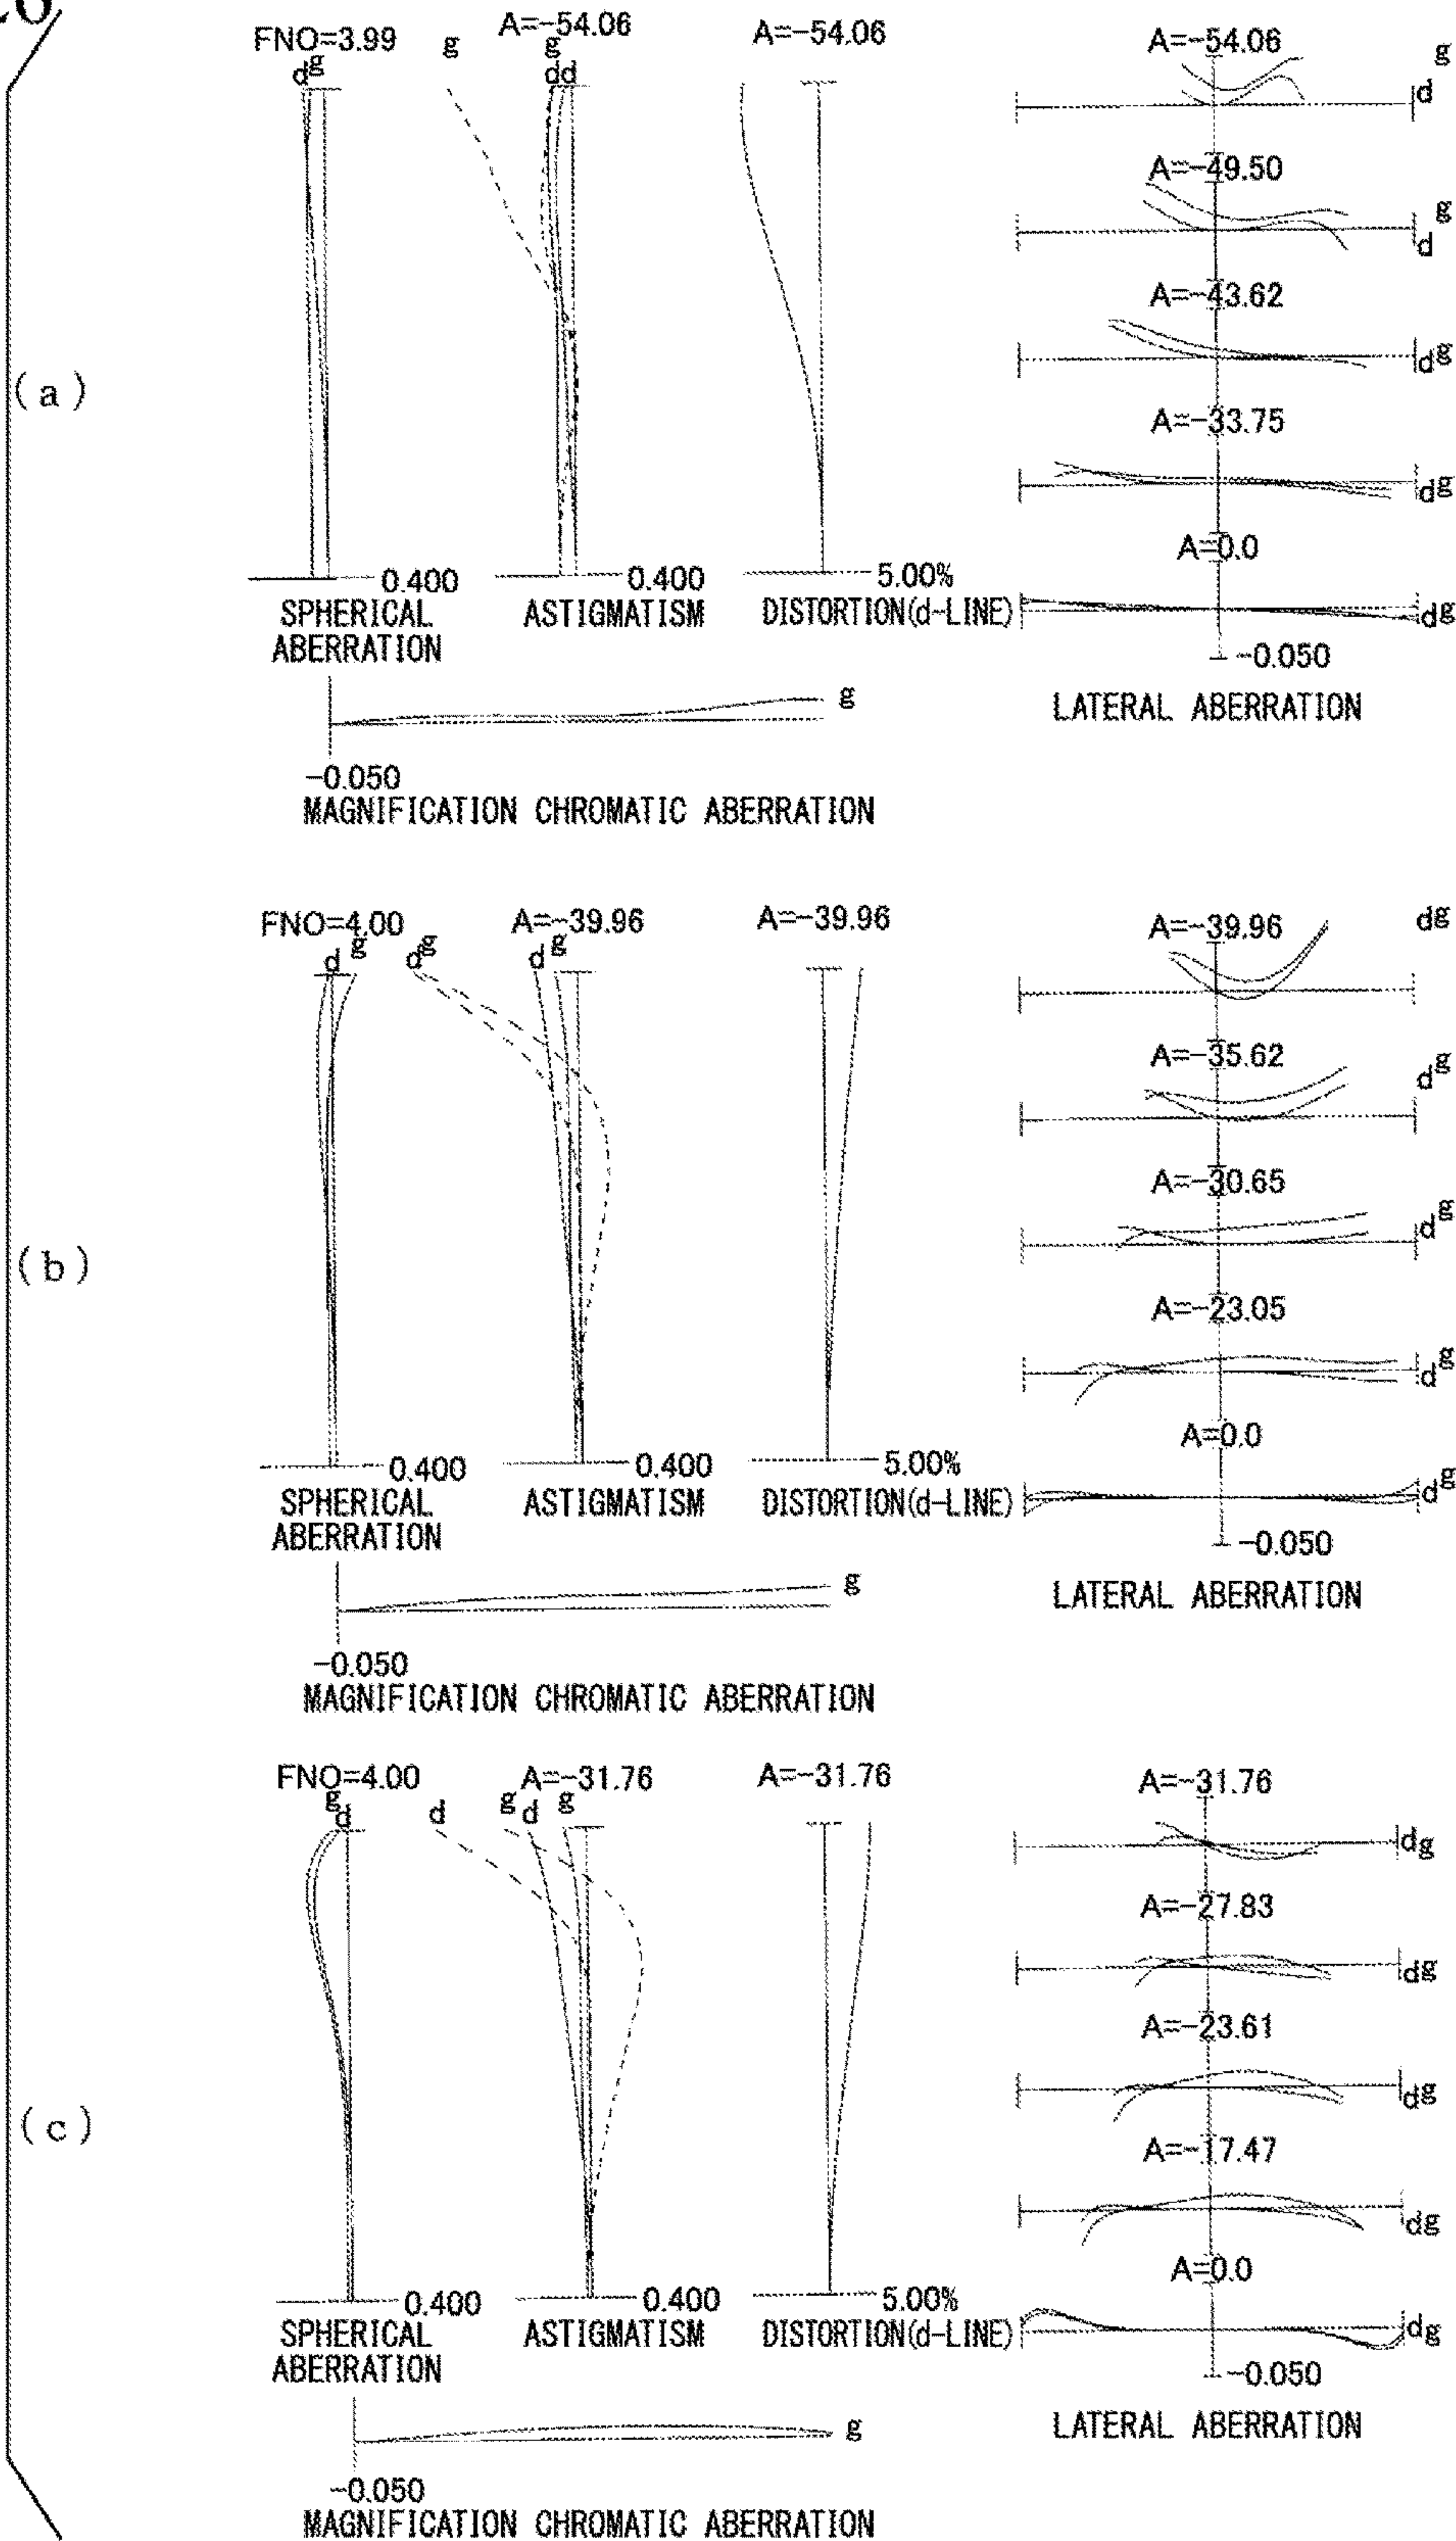 26
(a)
FNO=3.99
d g
g
A=-54.06
g
d d
A=-54.06
0.400
SPHERICAL
ABERRATION
0.400
ASTIGMATISM
5.00%
DISTORTION(d-LINE)
A=-54.06
g
d
A=-49.50
g
d
A=-43.62
d g
A=-33.75
d g
A=0.0
d g
-0.050
LATERAL ABERRATION
g
-0.050
MAGNIFICATION CHROMATIC ABERRATION
(b)
FNO=4.00
d g
d g
A=-39.96
d g
A=-39.96
0.400
SPHERICAL
ABERRATION
0.400
ASTIGMATISM
5.00%
DISTORTION(d-LINE)
A=-39.96
d g
A=-35.62
d g
A=-30.65
d g
A=-23.05
d g
A=0.0
d g
-0.050
LATERAL ABERRATION
g
-0.050
MAGNIFICATION CHROMATIC ABERRATION
(c)
FNO=4.00
g
d
d
A=-31.76
g d g
A=-31.76
0.400
SPHERICAL
ABERRATION
0.400
ASTIGMATISM
5.00%
DISTORTION(d-LINE)
A=-31.76
d g
A=-27.83
d g
A=-23.61
d g
A=-17.47
d g
A=0.0
d g
-0.050
LATERAL ABERRATION
g
-0.050
MAGNIFICATION CHROMATIC ABERRATION